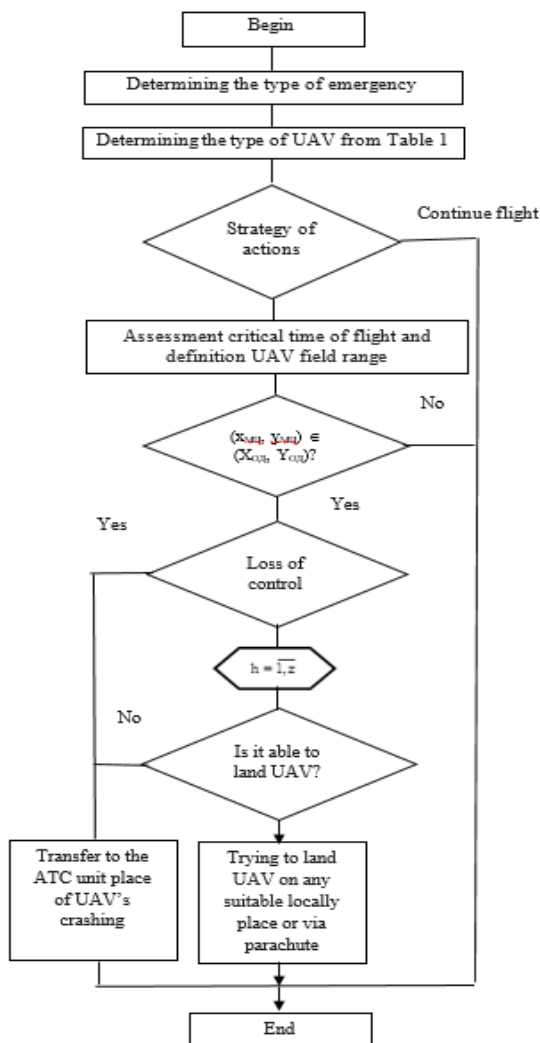 Begin
Determining the type of emergency
Determining the type of UAV from Table 1
Continue flight
Strategy of
actions
Assessment critical time of flight and
definition UAV field range
No
∈
Yes
Yes
Loss of
control
h = 1, z
No
Is it able to
land UAV?
Transfer to the
ATC unit place
of UAV's
crashing
Trying to land
UAV on any
suitable locally
place or via
parachute
End